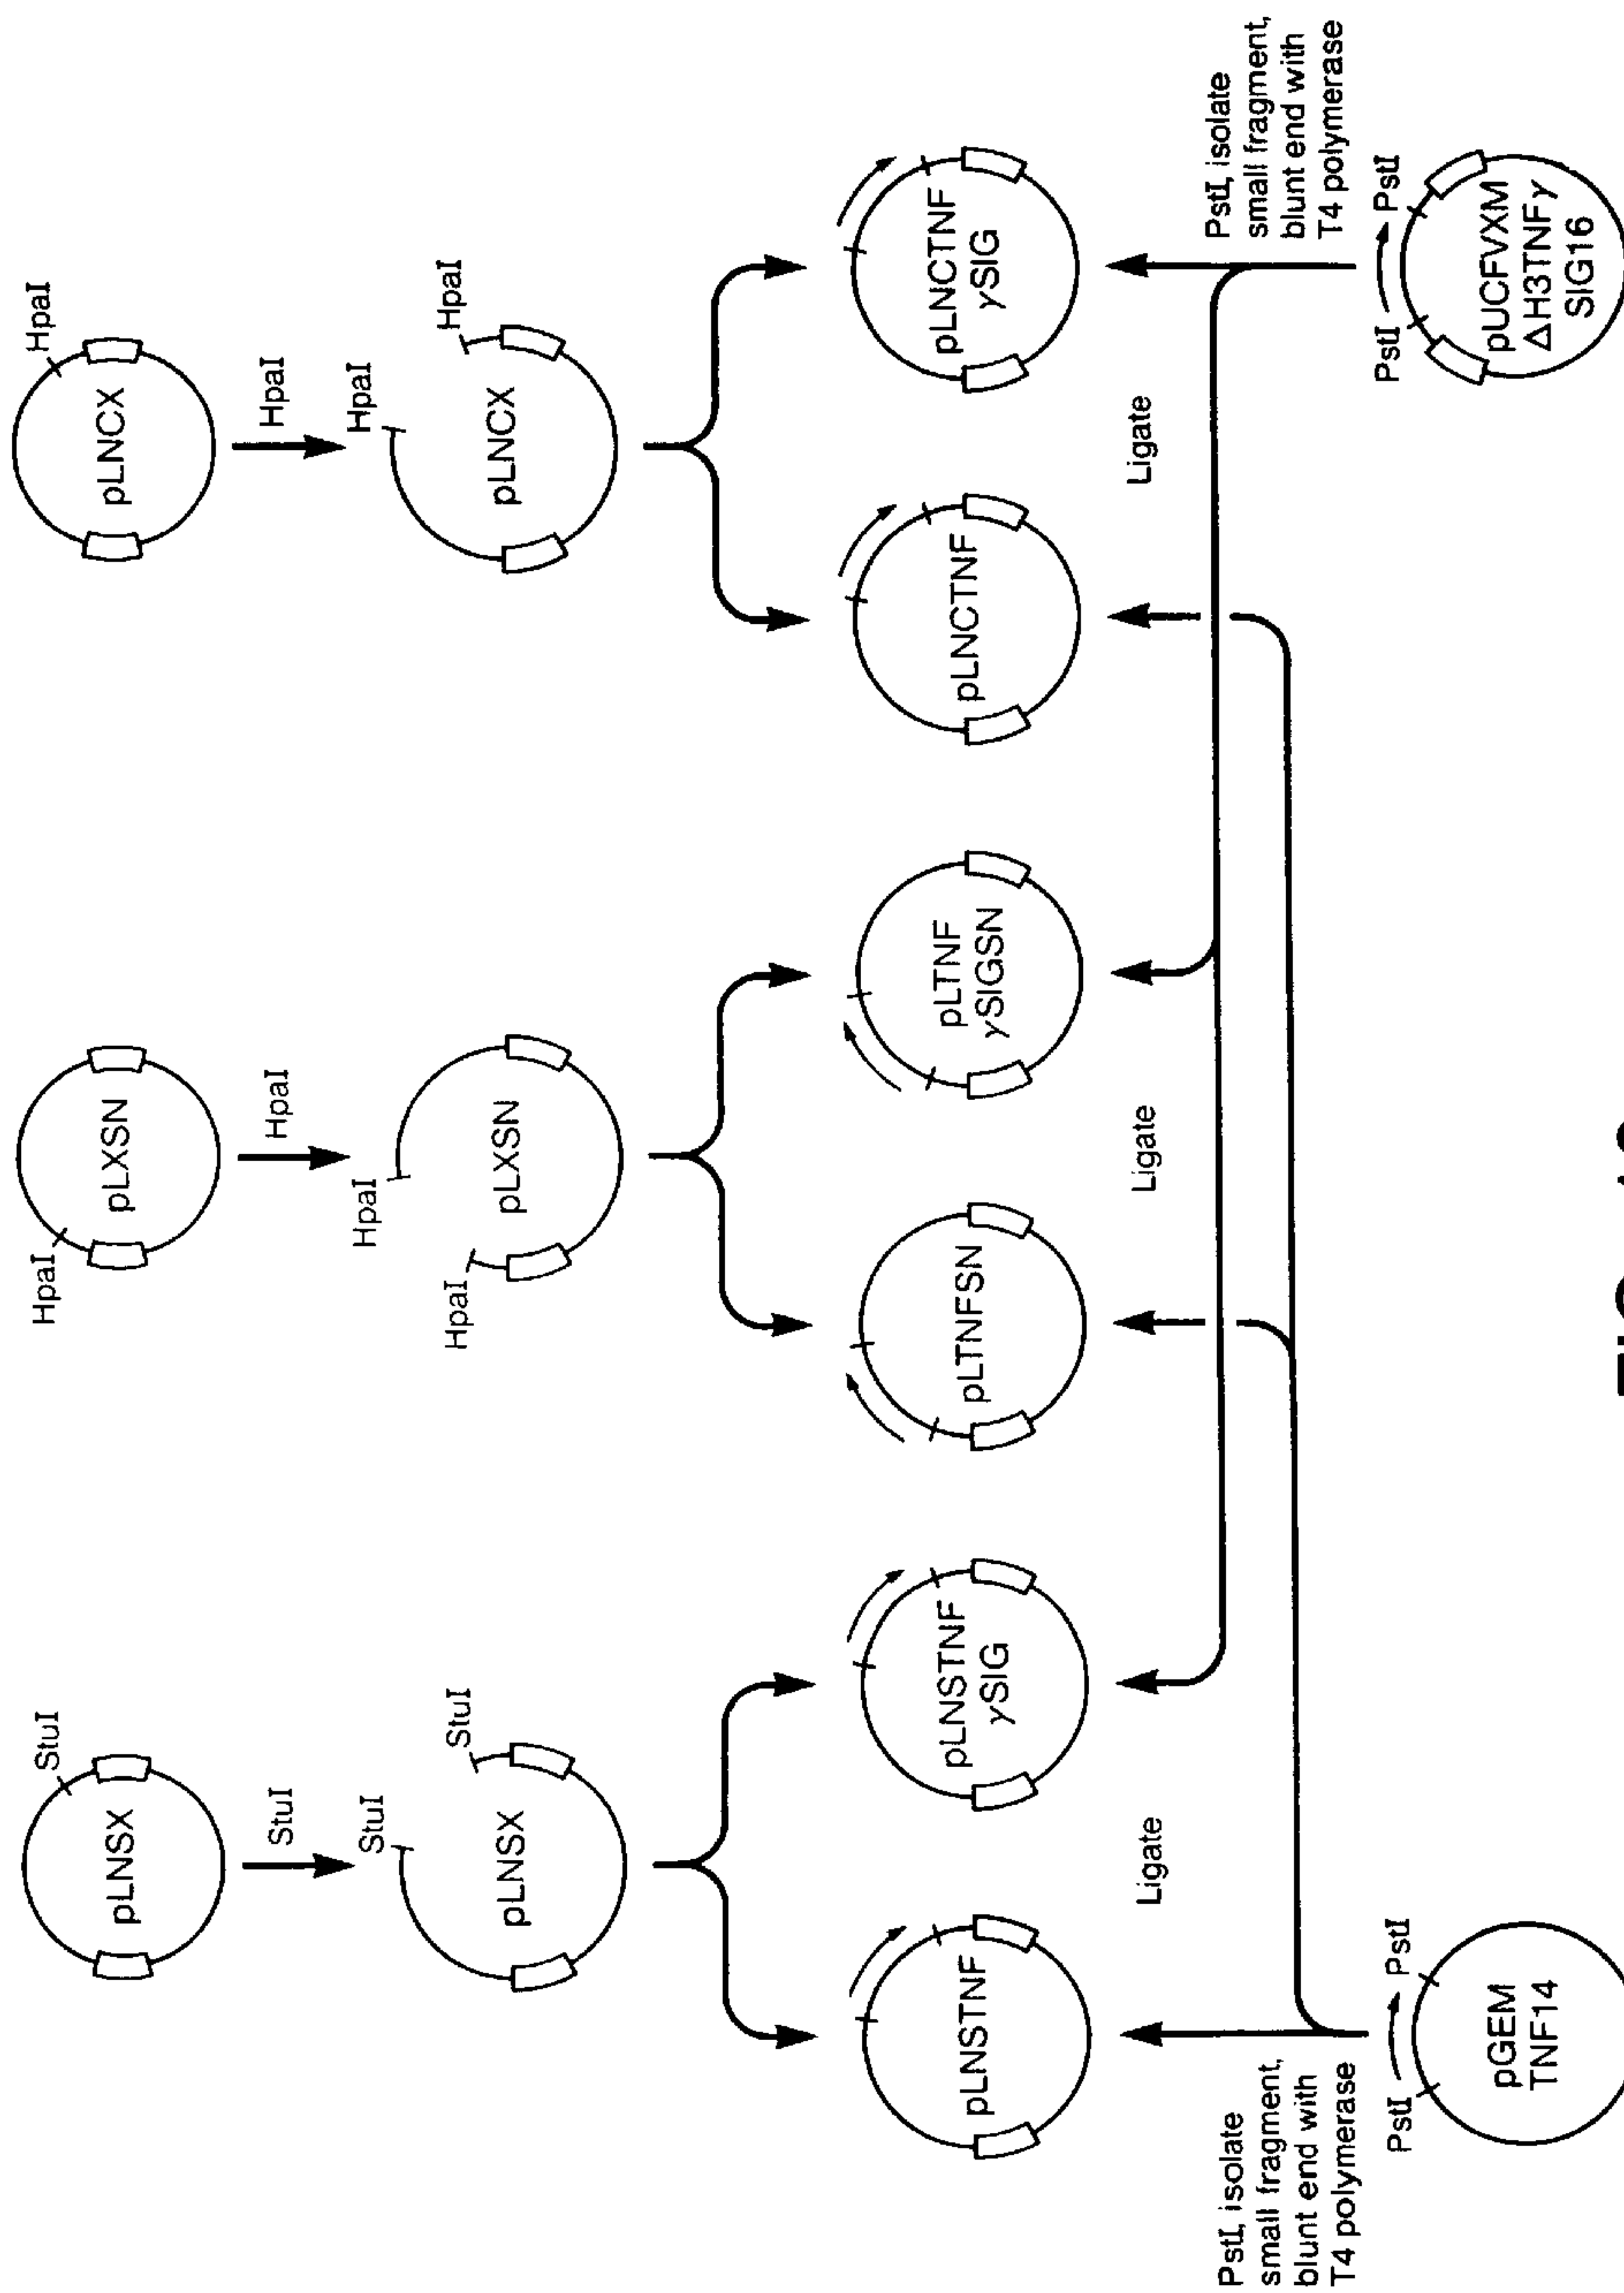 HpaI
pLNCX
HpaI
HpaI
HpaI
pLNCX
pLNCTNF
pLNCTNF
γSIG
Ligate
PstI, isolate
small fragment,
blunt end with
T4 polymerase
PstI
PstI
pUCFVXM
ΔH3TNFγ
SIG16
HpaI
pLXSN
HpaI
HpaI
HpaI
pLXSN
pLTNFSN
pLTNF
γSIGSN
Ligate
StuI
pLNSX
StuI
StuI
StuI
pLNSX
pLNSTNF
pLNSTNF
γSIG
Ligate
PstI, isolate
small fragment,
blunt end with
T4 polymerase
PstI
PstI
pGEM
TNF14